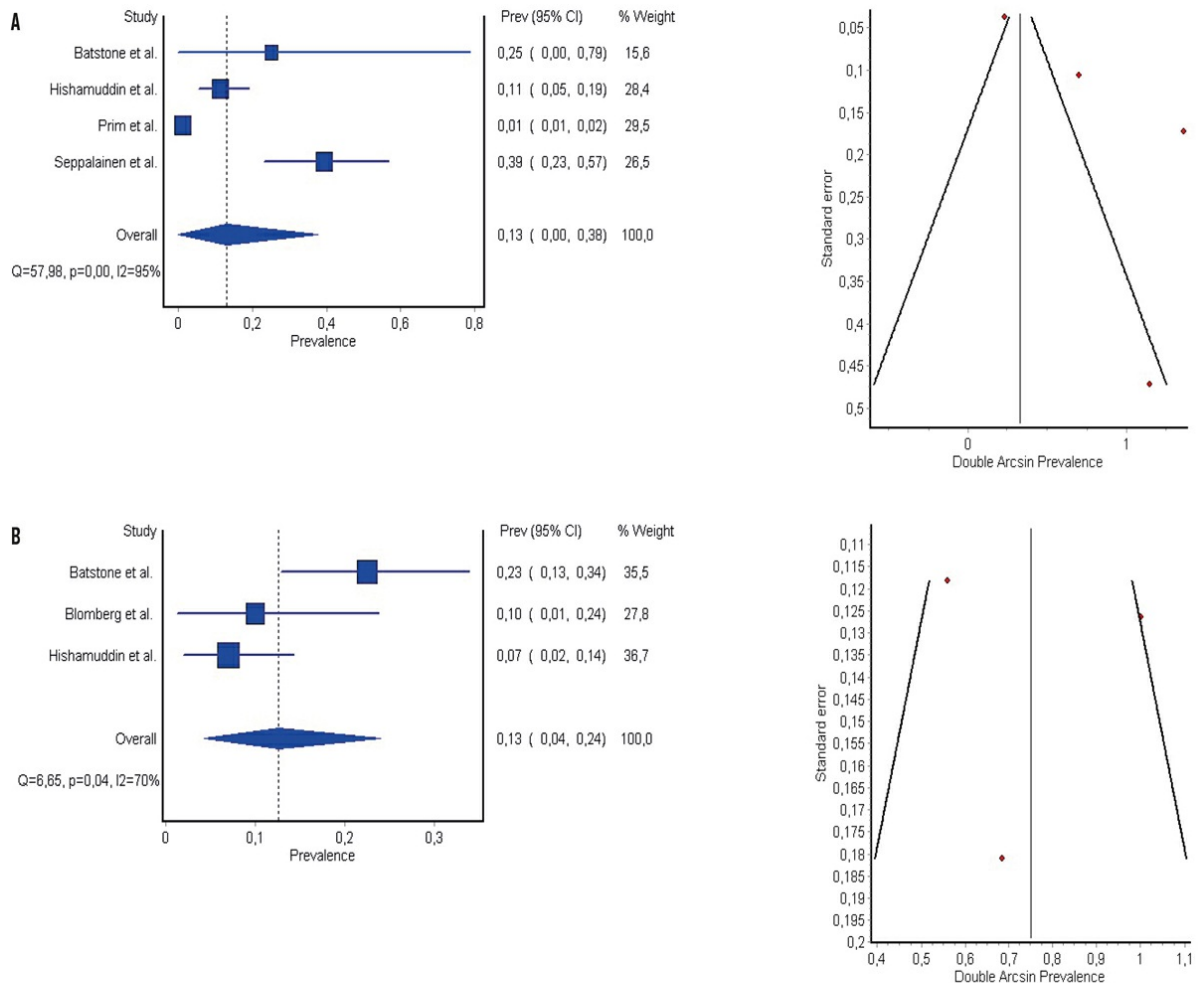 A
Study Prev (95% CI) % Weight
Batstone et al. 0,25 ( 0,00, 0,79) 15,6
Hishamuddin et al. 0,11 ( 0,05, 0,19) 28,4
Prim et al. 0,01 ( 0,01, 0,02) 29,5
Seppalainen et al. 0,39 ( 0,23, 0,57) 26,5
Overall 0,13 ( 0,00, 0,38) 100,0
Q=57,98, p=0,00, I2=95%
0 0,2 0,4 0,6 0,8
Prevalence
Standard error
0,05
0,1
0,15
0,2
0,25
0,3
0,35
0,4
0,45
0,5
0 1
Double Arcsin Prevalence
B
Study Prev (95% CI) % Weight
Batstone et al. 0,23 ( 0,13, 0,34) 35,5
Blomberg et al. 0,10 ( 0,01, 0,24) 27,8
Hishamuddin et al. 0,07 ( 0,02, 0,14) 36,7
Overall 0,13 ( 0,04, 0,24) 100,0
Q=6,65, p=0,04, I2=70%
0 0,1 0,2 0,3
Prevalence
Standard error
0,11
0,115
0,12
0,125
0,13
0,135
0,14
0,145
0,15
0,155
0,16
0,165
0,17
0,175
0,18
0,185
0,19
0,195
0,2
0,4 0,5 0,6 0,7 0,8 0,9 1 1,1
Double Arcsin Prevalence